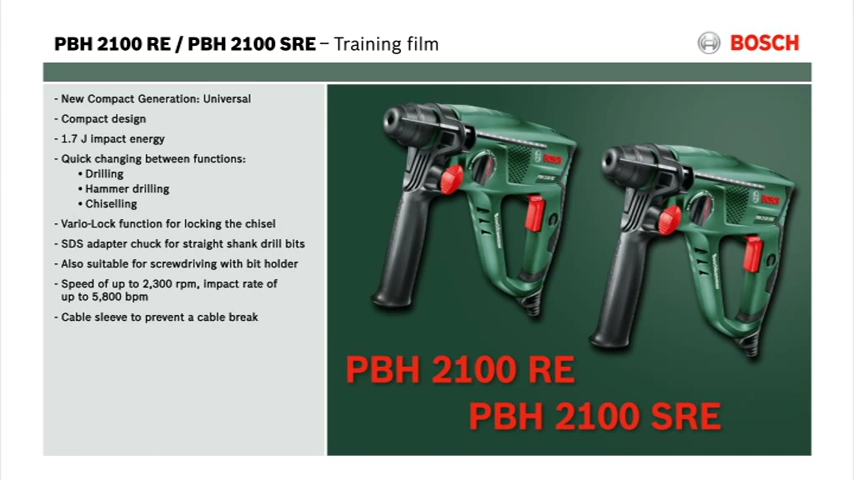 PBH 2100 RE / PBH 2100 SRE – Training film
BOSCH
- New Compact Generation: Universal
- Compact design
- 1.7 J impact energy
- Quick changing between functions:
• Drilling
• Hammer drilling
• Chiselling
- Vario-Lock function for locking the chisel
- SDS adapter chuck for straight shank drill bits
- Also suitable for screwdriving with bit holder
- Speed of up to 2,300 rpm, impact rate of
up to 5,800 bpm
- Cable sleeve to prevent a cable break
BOSCH
BOSCH
PBH 2100 RE
PBH 2100 SRE